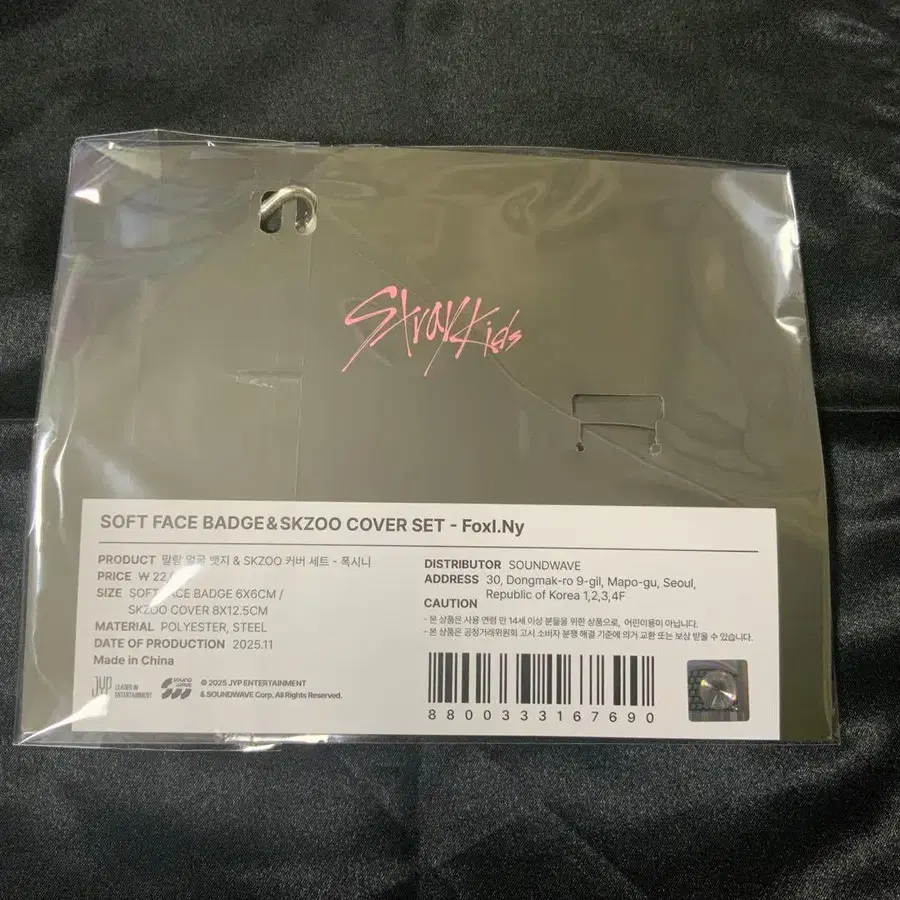 Stray Kids
SOFT FACE BADGE&SKZOO COVER SET - FoxI.Ny
PRODUCT 말랑 얼굴 뱃지 & SKZOO 커버 세트 - 폭시니
PRICE ₩ 22,
SIZE SOFT FACE BADGE 6X6CM /
SKZOO COVER 8X12.5CM
MATERIAL POLYESTER, STEEL
DATE OF PRODUCTION 2025.11
Made in China
JYP LEADER IN
ENTERTAINMENT
SOUND
WAVE
© 2025 JYP ENTERTAINMENT
& SOUNDWAVE Corp. All Rights Reserved.
DISTRIBUTOR SOUNDWAVE
ADDRESS 30, Dongmak-ro 9-gil, Mapo-gu, Seoul,
Republic of Korea 1,2,3,4F
CAUTION
- 본 상품은 사용 연령 만 14세 이상 분들을 위한 상품으로, 어린이용이 아닙니다.
- 본 상품은 공정거래위원회 고시 소비자 분쟁 해결 기준에 의거 교환 또는 보상 받을 수 있습니다.
8800333167690